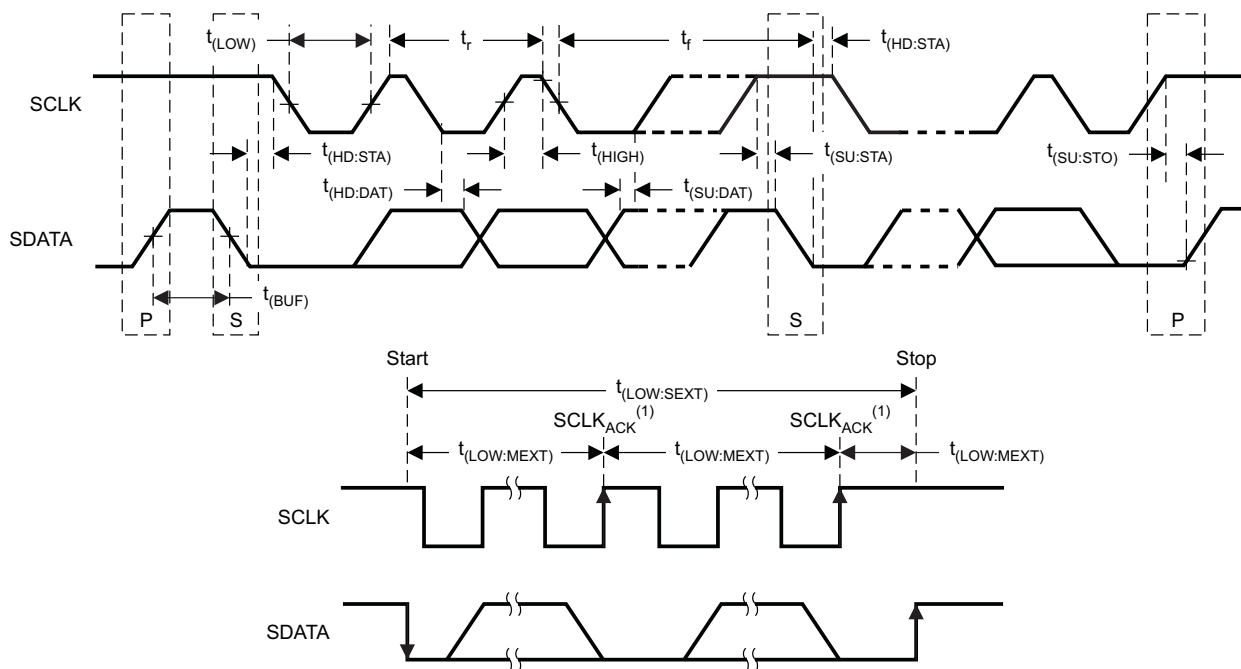 t(LOW) tr tf t(HD:STA)
SCLK
t(HD:STA) t(HIGH) t(SU:STA) t(SU:STO)
t(HD:DAT) t(SU:DAT)
SDATA
t(BUF)
P S S P
Start Stop
t(LOW:SEXT)
SCLKACK(1) SCLKACK(1)
t(LOW:MEXT) t(LOW:MEXT) t(LOW:MEXT)
SCLK
SDATA